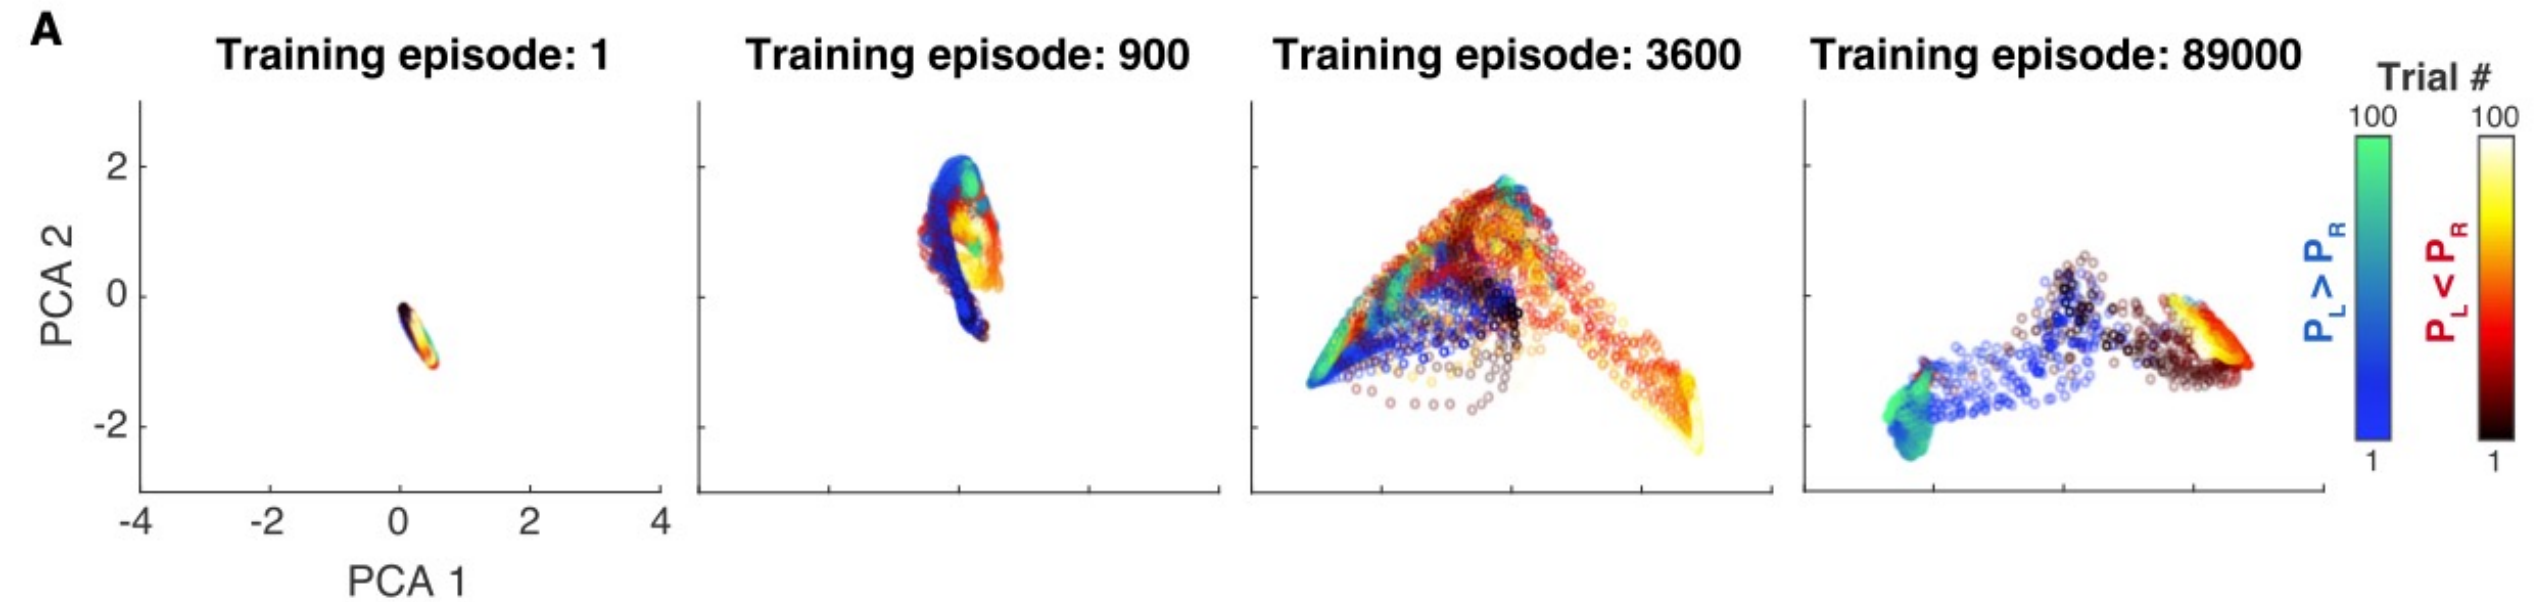 A
Training episode: 1
Training episode: 900
Training episode: 3600
Training episode: 89000
Trial #
100
100
2
0
-2
PCA 2
P_L > P_R
P_L < P_R
1
1
-4
-2
0
2
4
PCA 1